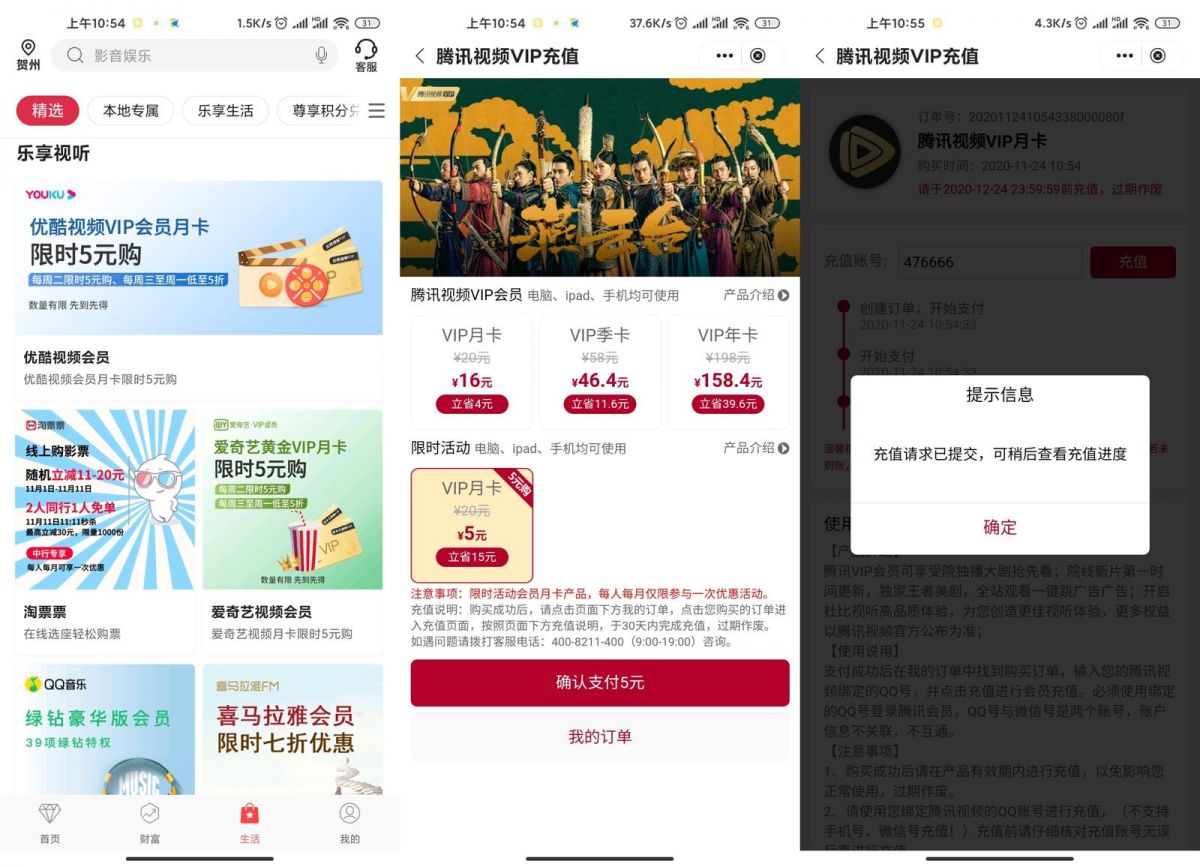 上午10:54
1.5K/s
HD
31
贺州
影音娱乐
客服
精选
本地专属
乐享生活
尊享积分兑
乐享视听
YOUKU
优酷视频VIP会员月卡
限时5元购
每周二限时5元购、每周三至周一低至5折
数量有限 先到先得
优酷视频会员
优酷视频会员月卡限时5元购
淘票票
线上购影票
随机立减11-20元
11月1日-11月11日
2人同行1人免单
11月11日11:11秒杀
最高立减30元，限量1000份
中行专享
每人每月可享一次优惠
淘票票
在线选座轻松购票
爱奇艺·VIP会员
爱奇艺黄金VIP月卡
限时5元购
每周二限时5元购
每周三至周一低至5折
VIP
数量有限 先到先得
爱奇艺视频会员
爱奇艺视频月卡限时5元购
QQ音乐
绿钻豪华版会员
39项绿钻特权
MUSIC
喜马拉雅FM
喜马拉雅会员
限时七折优惠
首页
财富
生活
我的
上午10:54
37.6K/s
HD
31
腾讯视频VIP充值
腾讯视频VIP
燕云台
腾讯视频VIP会员 电脑、ipad、手机均可使用
产品介绍
VIP月卡
¥20元
¥16元
立省4元
VIP季卡
¥58元
¥46.4元
立省11.6元
VIP年卡
¥198元
¥158.4元
立省39.6元
限时活动 电脑、ipad、手机均可使用
产品介绍
5元购
VIP月卡
¥20元
¥5元
立省15元
注意事项：限时活动会员月卡产品，每人每月仅限参与一次优惠活动。
充值说明：购买成功后，请点击页面下方我的订单，点击您购买的订单进
入充值页面，按照页面下方充值说明，于30天内完成充值，过期作废。
如遇问题请拨打客服电话：400-8211-400（9:00-19:00）咨询。
确认支付5元
我的订单
上午10:55
4.3K/s
HD
31
腾讯视频VIP充值
订单号：202011241054338000080f
腾讯视频VIP月卡
购买时间：2020-11-24 10:54
请于2020-12-24 23:59:59前充值，过期作废
充值账号:
476666
充值
创建订单，开始支付
2020-11-24 10:54:33
开始支付
2020-11-24 10:54:33
提示信息
充值请求已提交，可稍后查看充值进度
确定
腾讯VIP会员可享受院独播大剧抢先看；院线新片第一时
间更新，独家王者美剧，全站观看一键跳广告广告；开启
杜比视听高品质体验，为您创造更佳视听体验，更多权益
以腾讯视频官方公布为准；
【使用说用】
支付成功后在我的订单中找到购买订单，输入您的腾讯视
频绑定的QQ号，并点击充值进行会员充值。必须使用绑定
的QQ号登录腾讯会员，QQ号与微信号是两个账号，账户
信息不关联，不互通。
【注意事项】
1、购买成功后请在产品有效期内进行充值，以免影响您
正常使用，过期作废。
2、请使用您绑定腾讯视频的QQ账号进行充值，（不支持
手机号、微信号充值！）充值前请仔细核对充值账号无误
后再进行充值